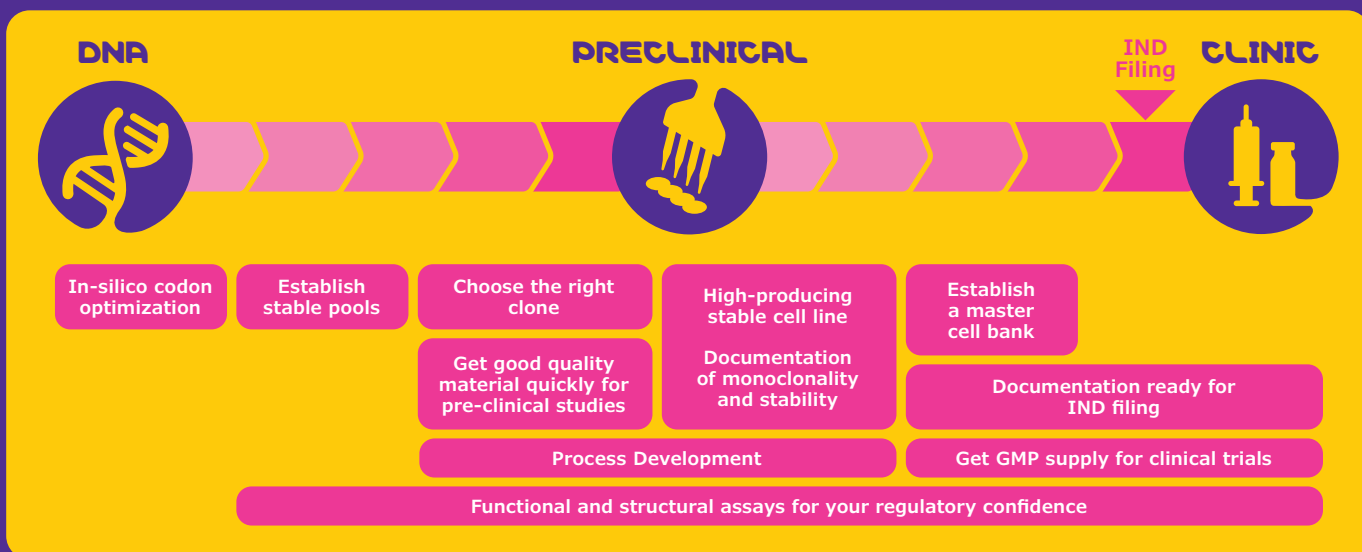 DNA
PRECLINICAL
IND
Filing
CLINIC
In-silico codon
optimization
Establish
stable pools
Choose the right
clone
Get good quality
material quickly for
pre-clinical studies
High-producing
stable cell line
Documentation
of monoclonality
and stability
Establish
a master
cell bank
Documentation ready for
IND filing
Process Development
Get GMP supply for clinical trials
Functional and structural assays for your regulatory confidence